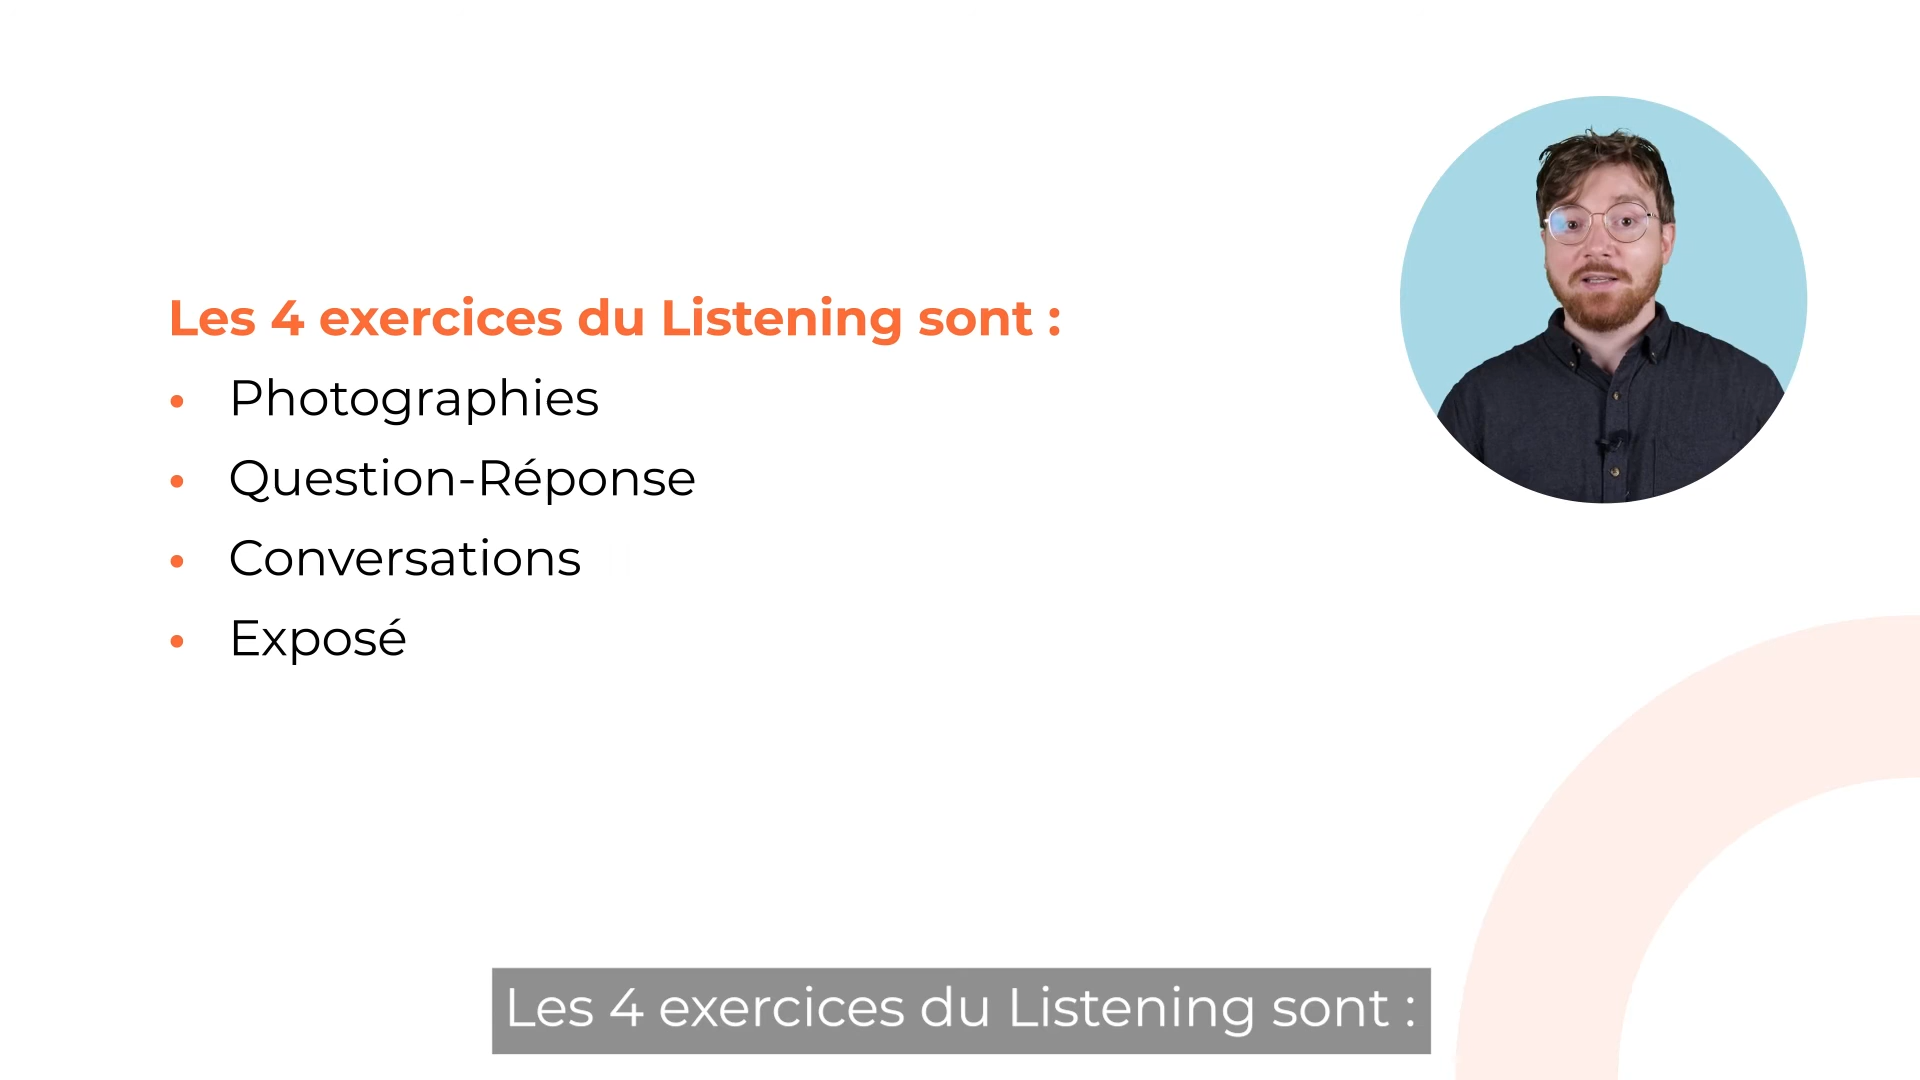 Les 4 exercices du Listening sont :
• Photographies
• Question-Réponse
• Conversations
• Exposé
Les 4 exercices du Listening sont :